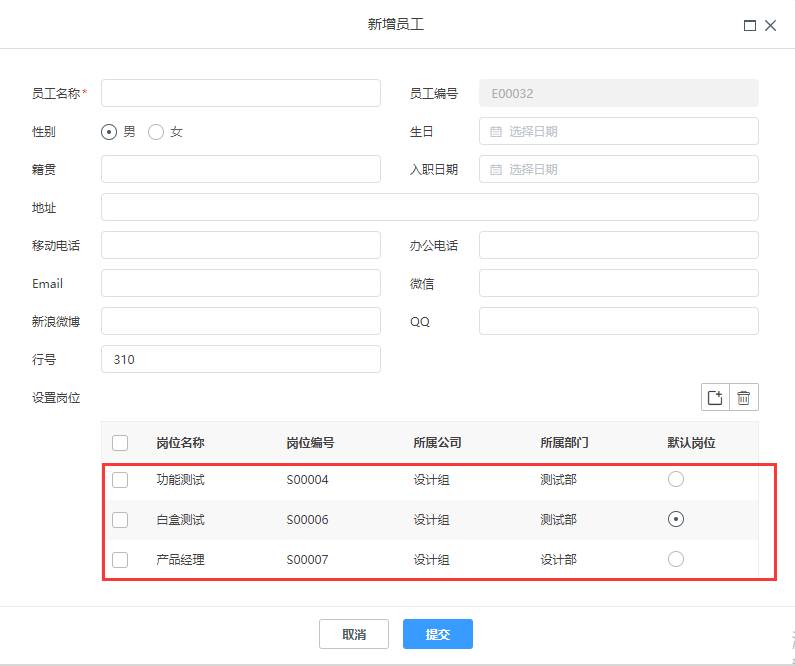 新增员工
员工名称* 员工编号 E00032
性别 男 女 生日 选择日期
籍贯 入职日期 选择日期
地址
移动电话 办公电话
Email 微信
新浪微博 QQ
行号 310
设置岗位
岗位名称 岗位编号 所属公司 所属部门 默认岗位
功能测试 S00004 设计组 测试部
白盒测试 S00006 设计组 测试部
产品经理 S00007 设计组 设计部
取消 提交